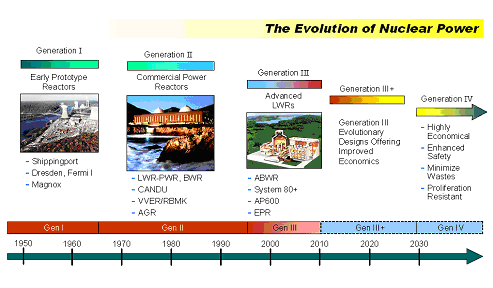 The Evolution of Nuclear Power
Generation I
Early Prototype
Reactors
- Shippingport
- Dresden, Fermi I
- Magnox
Generation II
Commercial Power
Reactors
- LWR-PWR, BWR
- CANDU
- VVER/RBMK
- AGR
Generation III
Advanced
LWRs
- ABWR
- System 80+
- AP600
- EPR
Generation III+
Generation III
Evolutionary
Designs Offering
Improved
Economics
Generation IV
- Highly
Economical
- Enhanced
Safety
- Minimize
Wastes
- Proliferation
Resistant
Gen I
Gen II
Gen III
Gen III+
Gen IV
1950
1960
1970
1980
1990
2000
2010
2020
2030